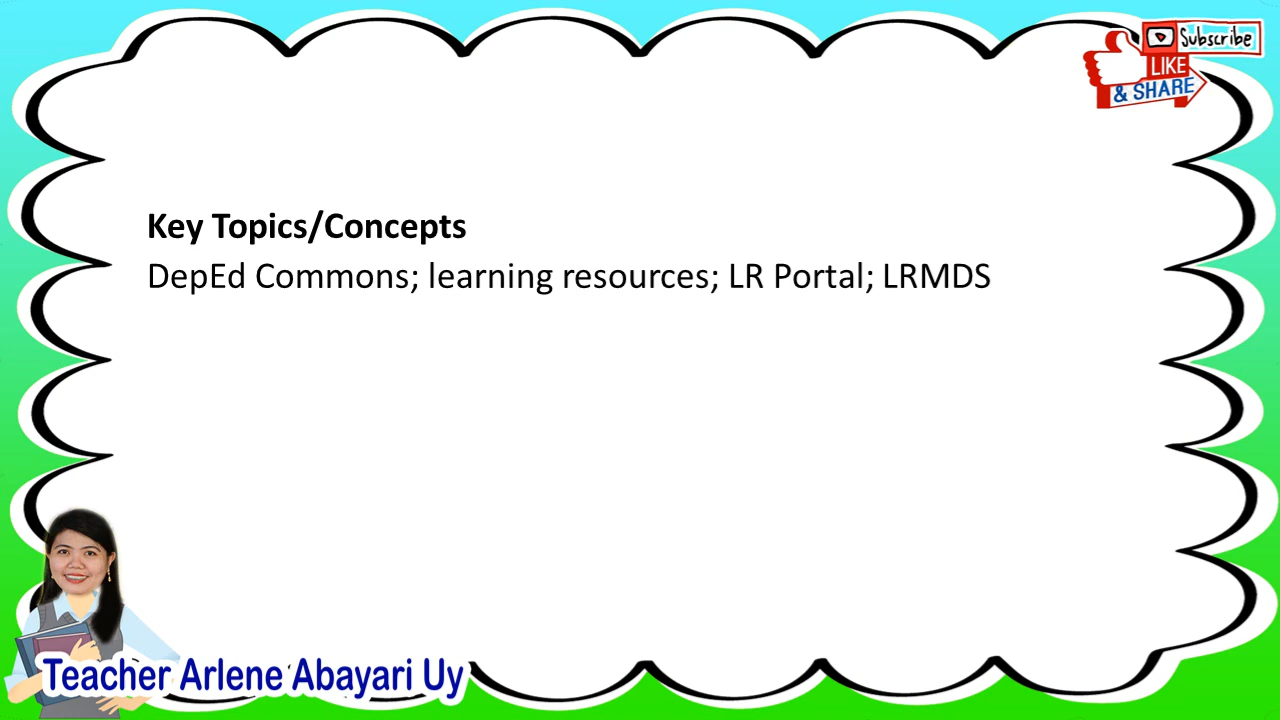 Subscribe
LIKE
& SHARE
Key Topics/Concepts
DepEd Commons; learning resources; LR Portal; LRMDS
Teacher Arlene Abayari Uy